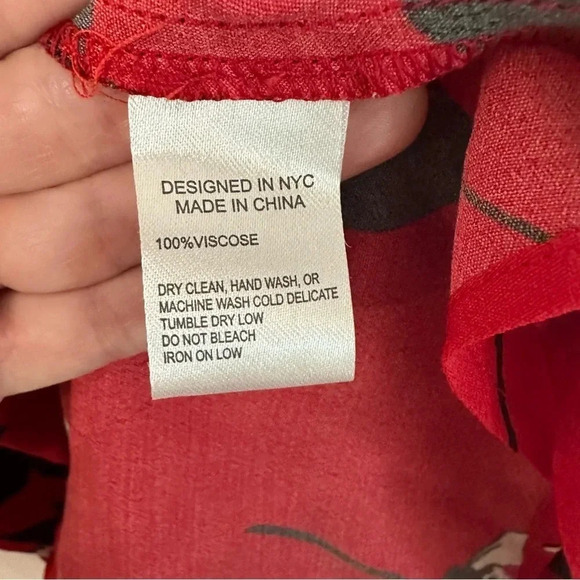 DESIGNED IN NYC
MADE IN CHINA
100%VISCOSE
DRY CLEAN, HAND WASH, OR
MACHINE WASH COLD DELICATE
TUMBLE DRY LOW
DO NOT BLEACH
IRON ON LOW